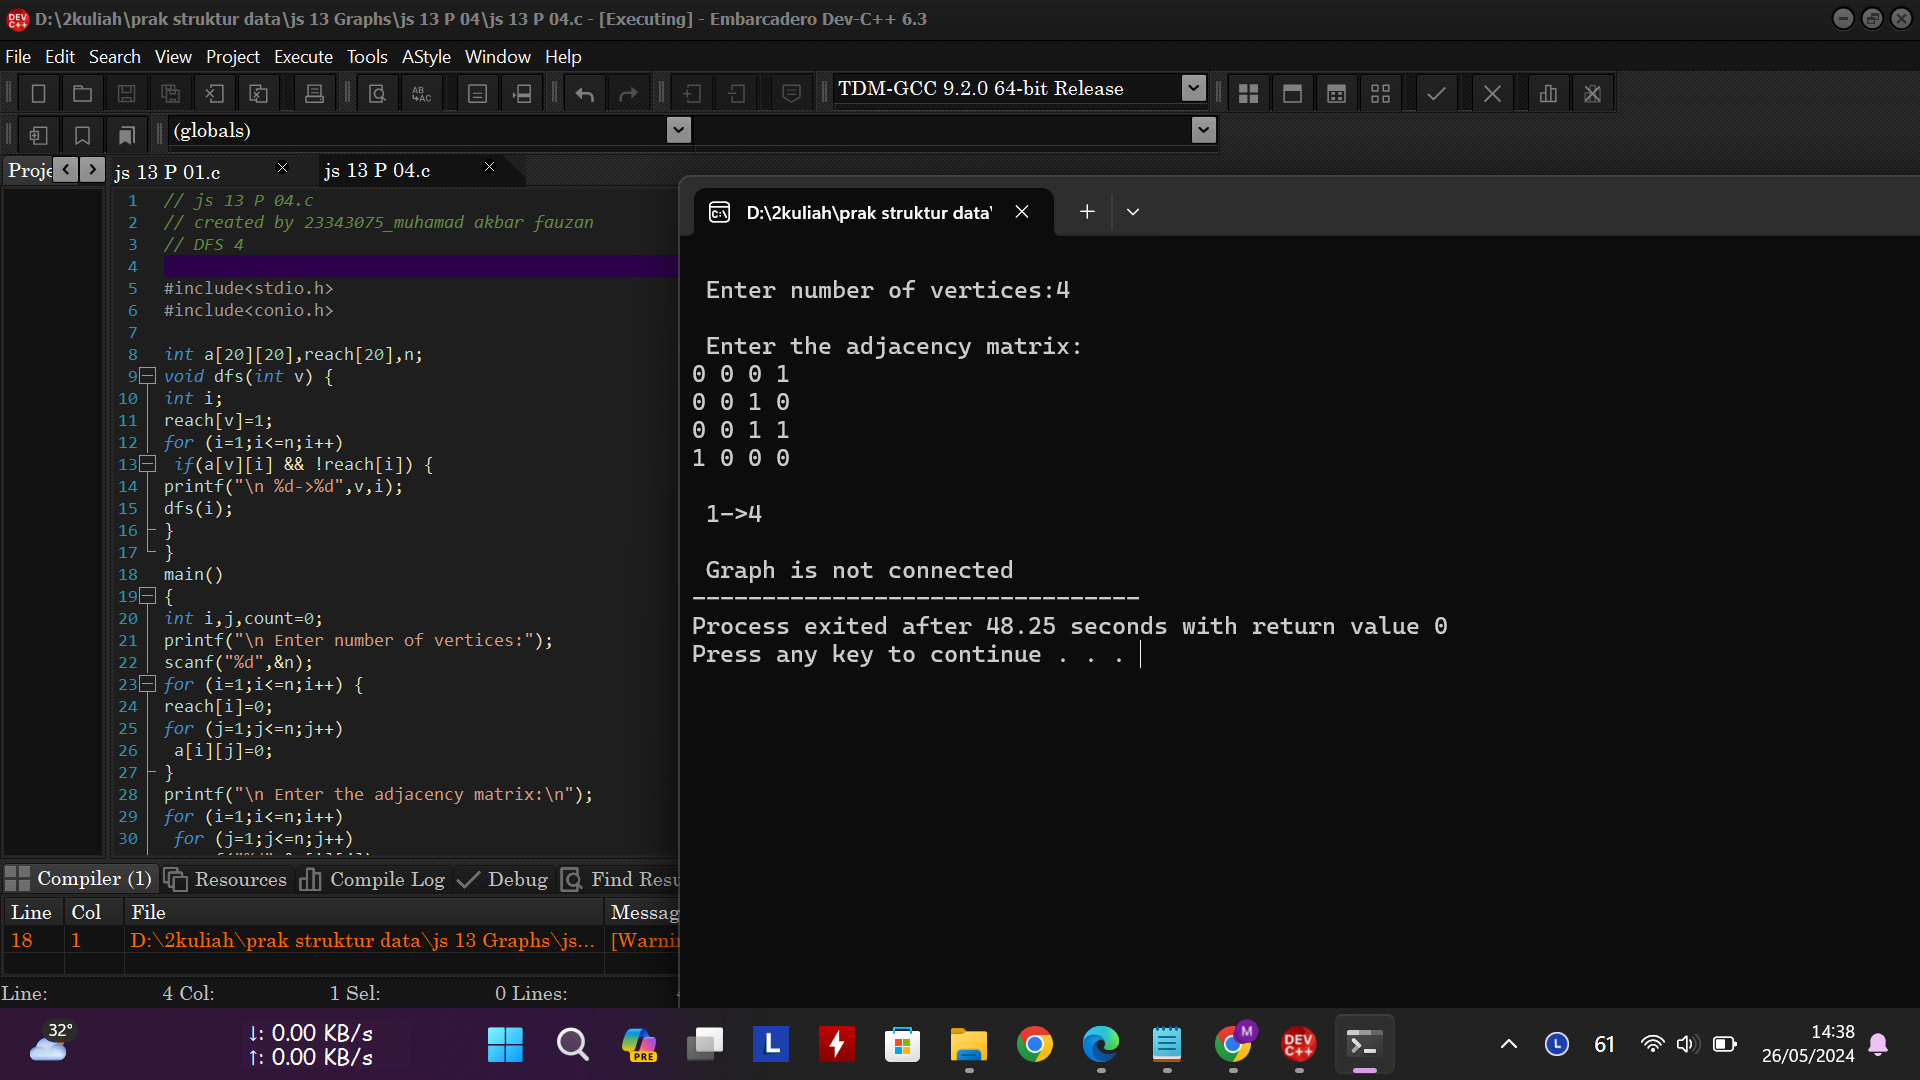 D:\2kuliah\prak struktur data\js 13 Graphs\js 13 P 04\js 13 P 04.c - [Executing] - Embarcadero Dev-C++ 6.3
File Edit Search View Project Execute Tools AStyle Window Help
TDM-GCC 9.2.0 64-bit Release
(globals)
Proje js 13 P 01.c js 13 P 04.c
1 // js 13 P 04.c
2 // created by 23343075_muhamad akbar fauzan
3 // DFS 4
4
5 #include<stdio.h>
6 #include<conio.h>
7
8 int a[20][20],reach[20],n;
9 void dfs(int v) {
10 int i;
11 reach[v]=1;
12 for (i=1;i<=n;i++)
13 if(a[v][i] && !reach[i]) {
14 printf("\n %d->%d",v,i);
15 dfs(i);
16 }
17 }
18 main()
19 {
20 int i,j,count=0;
21 printf("\n Enter number of vertices:");
22 scanf("%d",&n);
23 for (i=1;i<=n;i++) {
24 reach[i]=0;
25 for (j=1;j<=n;j++)
26 a[i][j]=0;
27 }
28 printf("\n Enter the adjacency matrix:\n");
29 for (i=1;i<=n;i++)
30 for (j=1;j<=n;j++)
D:\2kuliah\prak struktur data'
Enter number of vertices:4
Enter the adjacency matrix:
0 0 0 1
0 0 1 0
0 0 1 1
1 0 0 0
1->4
Graph is not connected
--------------------------------
Process exited after 48.25 seconds with return value 0
Press any key to continue . . .
Compiler (1) Resources Compile Log Debug Find Resu
Line Col File Messag
18 1 D:\2kuliah\prak struktur data\js 13 Graphs\js... [Warnin
Line: 4 Col: 1 Sel: 0 Lines:
32°
↓: 0.00 KB/s
↑: 0.00 KB/s
PRE
L
M
DEV C++
L
61
14:38
26/05/2024